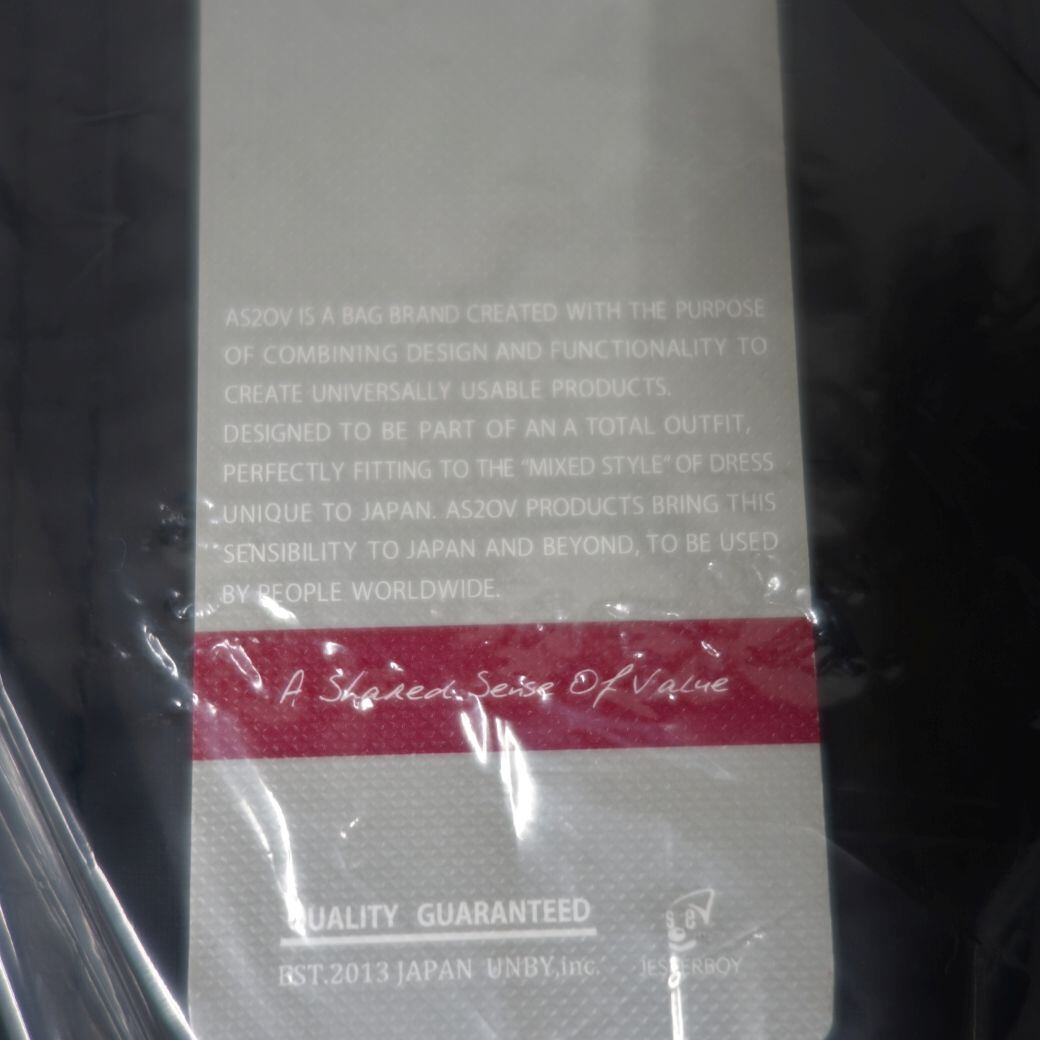 AS2OV IS A BAG BRAND CREATED WITH THE PURPOSE
OF COMBINING DESIGN AND FUNCTIONALITY TO
CREATE UNIVERSALLY USABLE PRODUCTS.
DESIGNED TO BE PART OF AN A TOTAL OUTFIT,
PERFECTLY FITTING TO THE “MIXED STYLE” OF DRESS
UNIQUE TO JAPAN. AS2OV PRODUCTS BRING THIS
SENSIBILITY TO JAPAN AND BEYOND, TO BE USED
BY PEOPLE WORLDWIDE.
A Shared Sense Of Value
QUALITY GUARANTEED
EST.2013 JAPAN UNBY,inc.